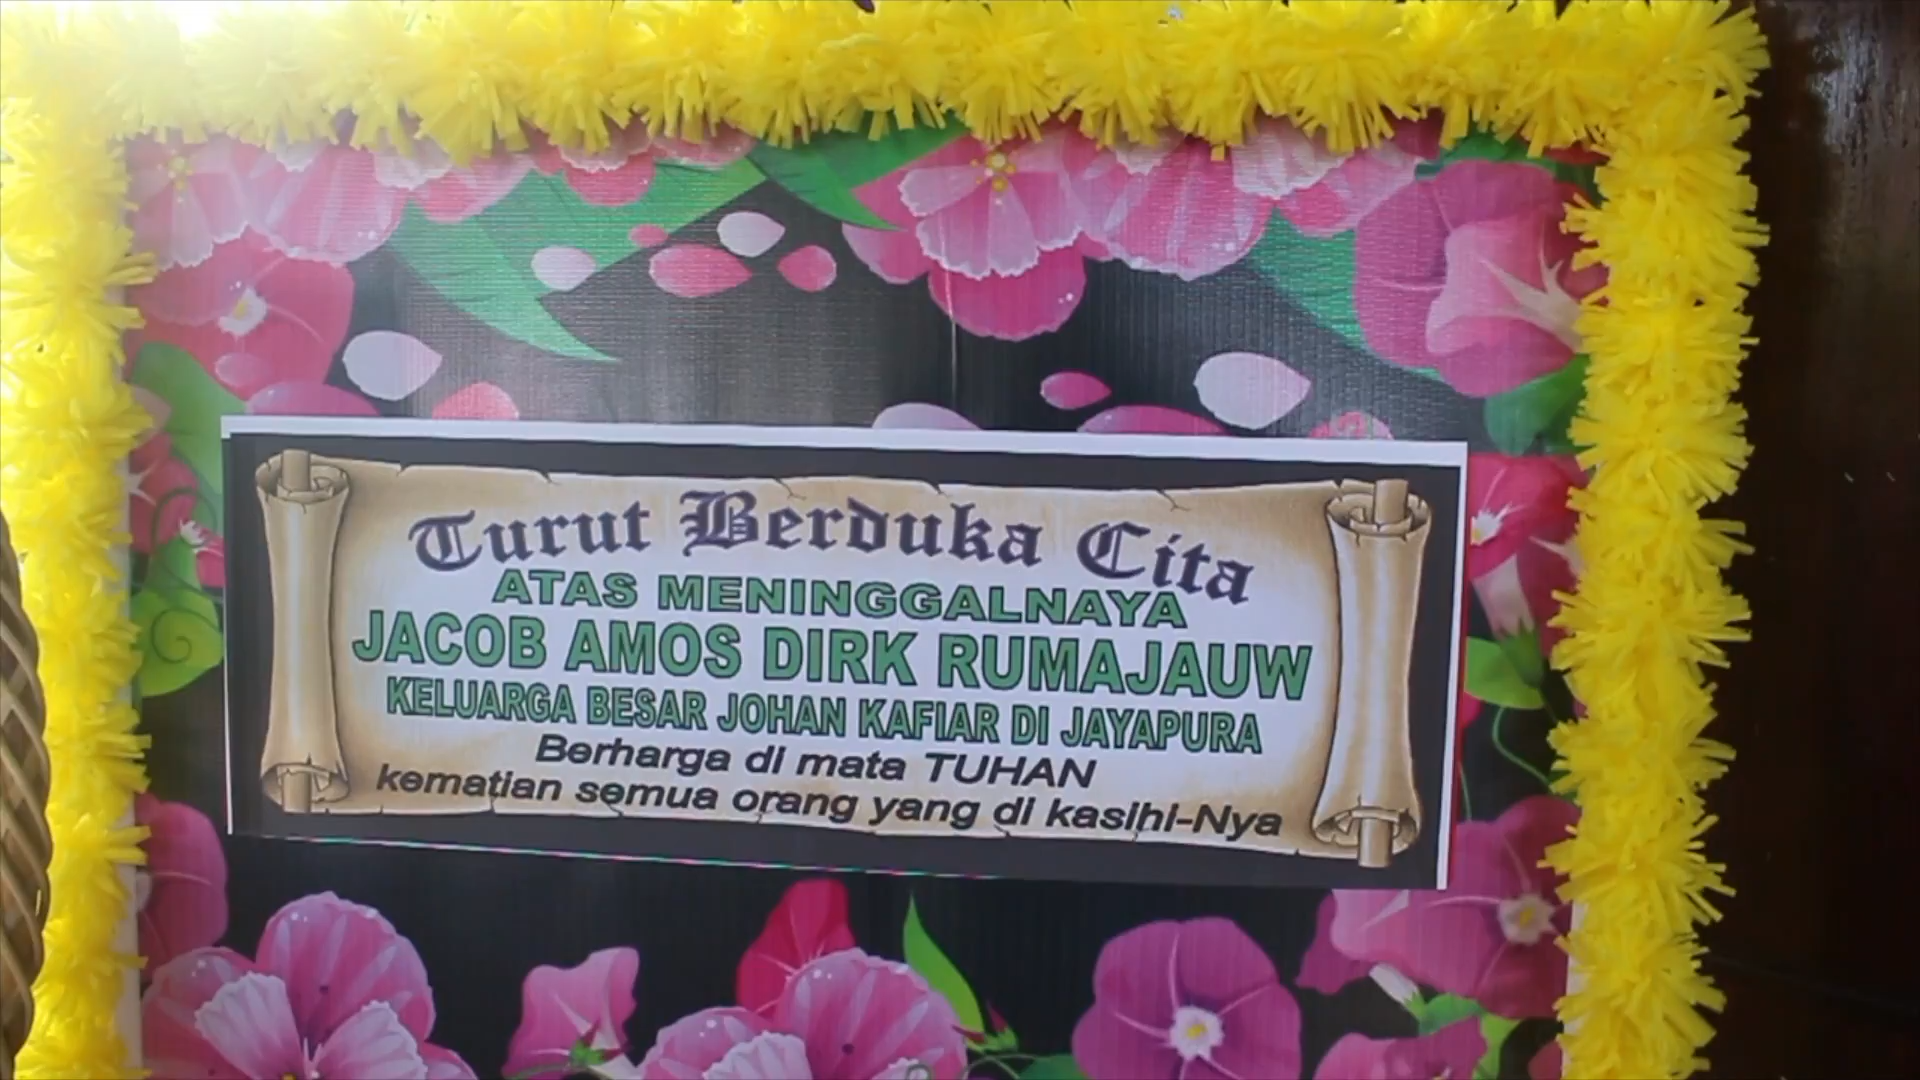 Turut Berduka Cita
ATAS MENINGGALNAYA
JACOB AMOS DIRK RUMAJAUW
KELUARGA BESAR JOHAN KAFIAR DI JAYAPURA
Berharga di mata TUHAN
kematian semua orang yang di kasihi-Nya